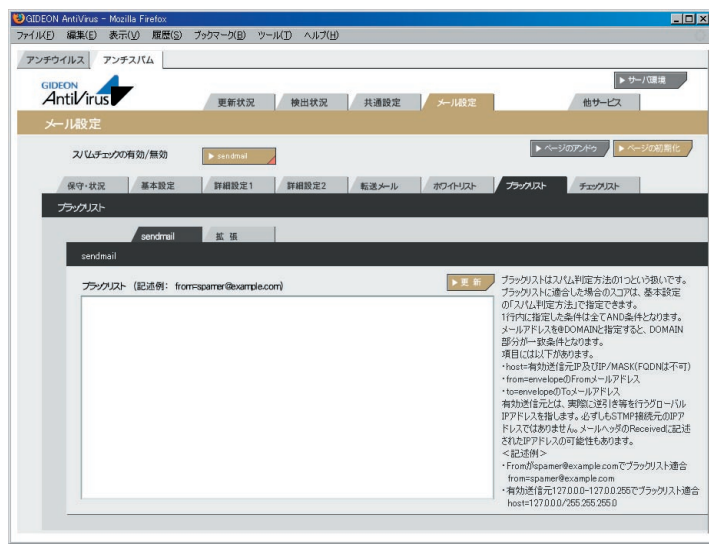 GIDEON AntiVirus - Mozilla Firefox
ファイル(F) 編集(E) 表示(V) 履歴(S) ブックマーク(B) ツール(T) ヘルプ(H)
アンチウイルス アンチスパム
▶ サーバ環境
GIDEON
AntiVirus
更新状況 検出状況 共通設定 メール設定 他サービス
メール設定
スパムチェックの有効/無効 ▶ sendmail
▶ ページのアンドゥ ▶ ページの初期化
保守・状況 基本設定 詳細設定1 詳細設定2 転送メール ホワイトリスト ブラックリスト チェックリスト
ブラックリスト
sendmail 拡 張
sendmail
ブラックリスト (記述例: from=spamer@example.com)
▶ 更 新
ブラックリストはスパム判定方法の1つという扱いです。
ブラックリストに適合した場合のスコアは、基本設定
の「スパム判定方法」で指定できます。
1行内に指定した条件は全てAND条件となります。
メールアドレスを@DOMAINと指定すると、DOMAIN
部分が一致条件となります。
項目には以下があります。
・host=有効送信元IP及びIP/MASK(FQDNは不可)
・from=envelopeのFromメールアドレス
・to=envelopeのToメールアドレス
有効送信元とは、実際に逆引き等を行うグローバル
IPアドレスを指します。必ずしもSTMP接続元のIPア
ドレスではありません。メールヘッダのReceivedに記述
されたIPアドレスの可能性もあります。
<記述例>
・Fromがspamer@example.comでブラックリスト適合
from=spamer@example.com
・有効送信元127.0.0.0-127.0.0.255でブラックリスト適合
host=127.0.0.0/255.255.255.0